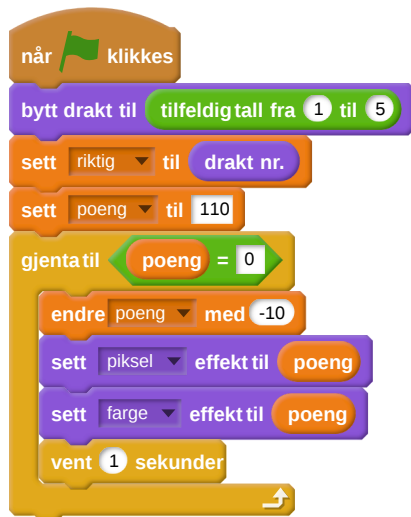 når klikkes
bytt drakt til tilfeldig tall fra 1 til 5
sett riktig til drakt nr.
sett poeng til 110
gjenta til poeng = 0
endre poeng med -10
sett piksel effekt til poeng
sett farge effekt til poeng
vent 1 sekunder